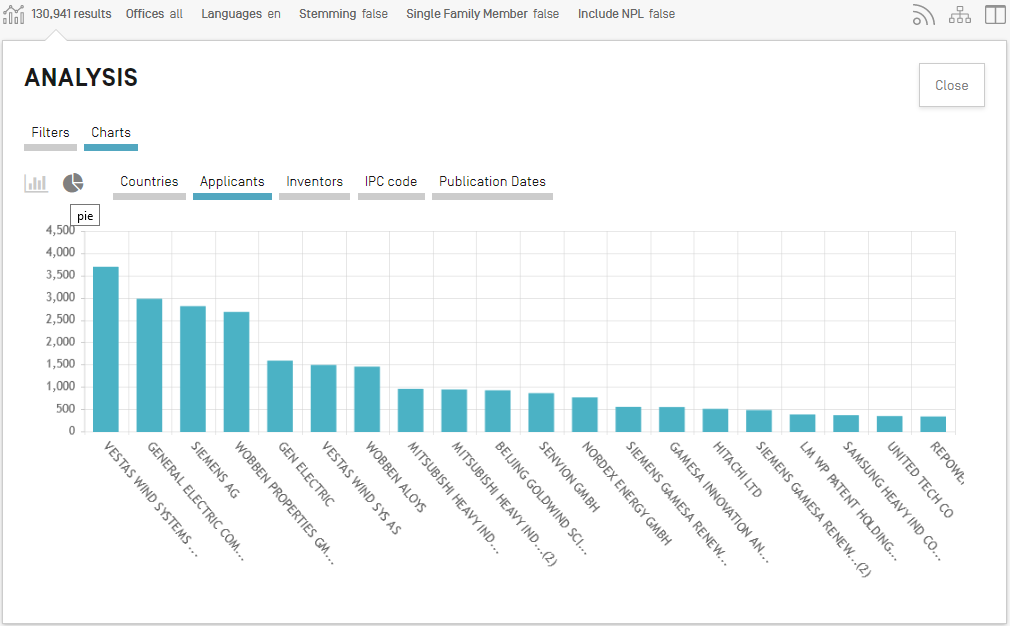 130,941 results Offices all Languages en Stemming false Single Family Member false Include NPL false
ANALYSIS
Close
Filters Charts
Countries Applicants Inventors IPC code Publication Dates
pie
4,500
4,000
3,500
3,000
2,500
2,000
1,500
1,000
500
0
VESTAS WIND SYSTEMS ...
GENERAL ELECTRIC COM...
SIEMENS AG
WOBBEN PROPERTIES GM...
GEN ELECTRIC
VESTAS WIND SYS AS
WOBBEN ALOYS
MITSUBISHI HEAVY IND...
MITSUBISHI HEAVY IND...(2)
BEIJING GOLDWIND SCI...
SENVION GMBH
NORDEX ENERGY GMBH
SIEMENS GAMESA RENEW...
GAMESA INNOVATION AN...
HITACHI LTD
SIEMENS GAMESA RENEW...(2)
LM WP PATENT HOLDING...
SAMSUNG HEAVY IND CO...
UNITED TECH CO
REPOWE